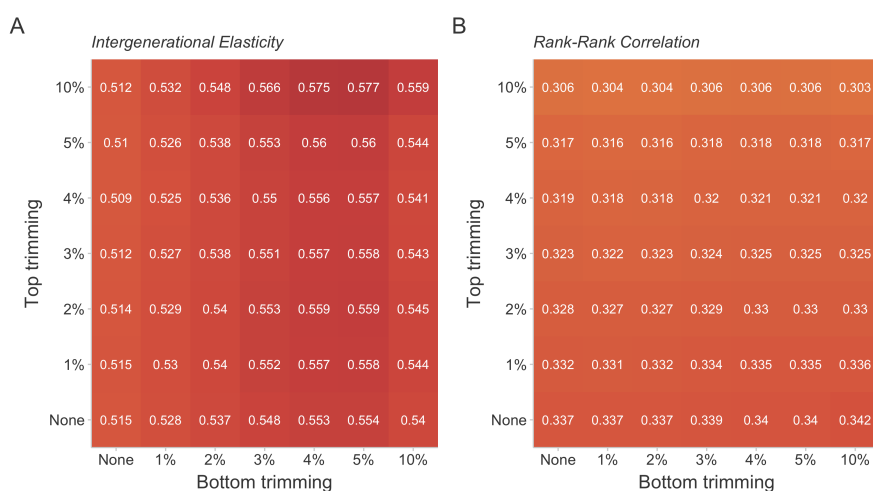 A
Intergenerational Elasticity
Top trimming
10% 0.512 0.532 0.548 0.566 0.575 0.577 0.559
5% 0.51 0.526 0.538 0.553 0.56 0.56 0.544
4% 0.509 0.525 0.536 0.55 0.556 0.557 0.541
3% 0.512 0.527 0.538 0.551 0.557 0.558 0.543
2% 0.514 0.529 0.54 0.553 0.559 0.559 0.545
1% 0.515 0.53 0.54 0.552 0.557 0.558 0.544
None 0.515 0.528 0.537 0.548 0.553 0.554 0.54
None 1% 2% 3% 4% 5% 10%
Bottom trimming
B
Rank-Rank Correlation
Top trimming
10% 0.306 0.304 0.304 0.306 0.306 0.306 0.303
5% 0.317 0.316 0.316 0.318 0.318 0.318 0.317
4% 0.319 0.318 0.318 0.32 0.321 0.321 0.32
3% 0.323 0.322 0.323 0.324 0.325 0.325 0.325
2% 0.328 0.327 0.327 0.329 0.33 0.33 0.33
1% 0.332 0.331 0.332 0.334 0.335 0.335 0.336
None 0.337 0.337 0.337 0.339 0.34 0.34 0.342
None 1% 2% 3% 4% 5% 10%
Bottom trimming